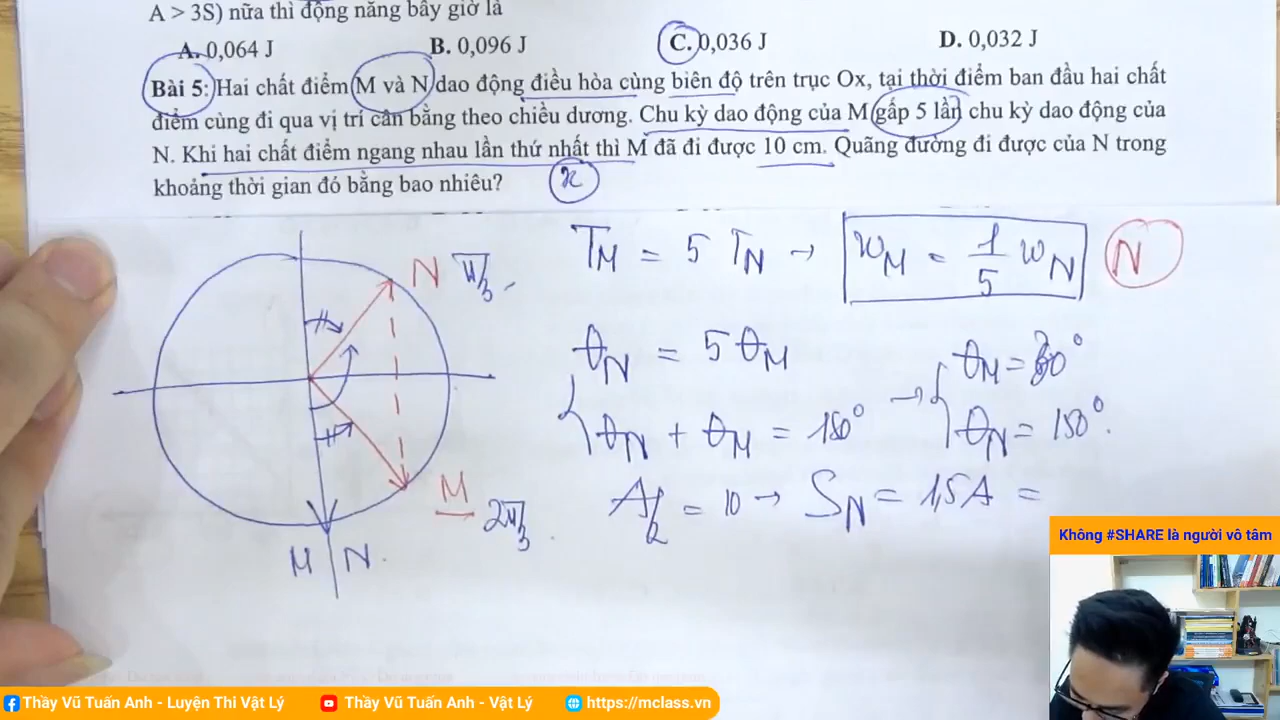 A > 3S) nữa thì động năng bây giờ là
A. 0,064 J B. 0,096 J C. 0,036 J D. 0,032 J
Bài 5: Hai chất điểm M và N dao động điều hòa cùng biên độ trên trục Ox, tại thời điểm ban đầu hai chất
điểm cùng đi qua vị trí cân bằng theo chiều dương. Chu kỳ dao động của M gấp 5 lần chu kỳ dao động của
N. Khi hai chất điểm ngang nhau lần thứ nhất thì M đã đi được 10 cm. Quãng đường đi được của N trong
khoảng thời gian đó bằng bao nhiêu?
x
T_M = 5 T_N → ω_M = 1/5 ω_N N
N π/3
θ_N = 5θ_M
θ_N + θ_M = 180° → θ_M = 30°
θ_N = 150°
M 2π/3
A/2 = 10 → S_N = 1,5A =
M N
Không #SHARE là người vô tâm
Thầy Vũ Tuấn Anh - Luyện Thi Vật Lý Thầy Vũ Tuấn Anh - Vật Lý https://mclass.vn